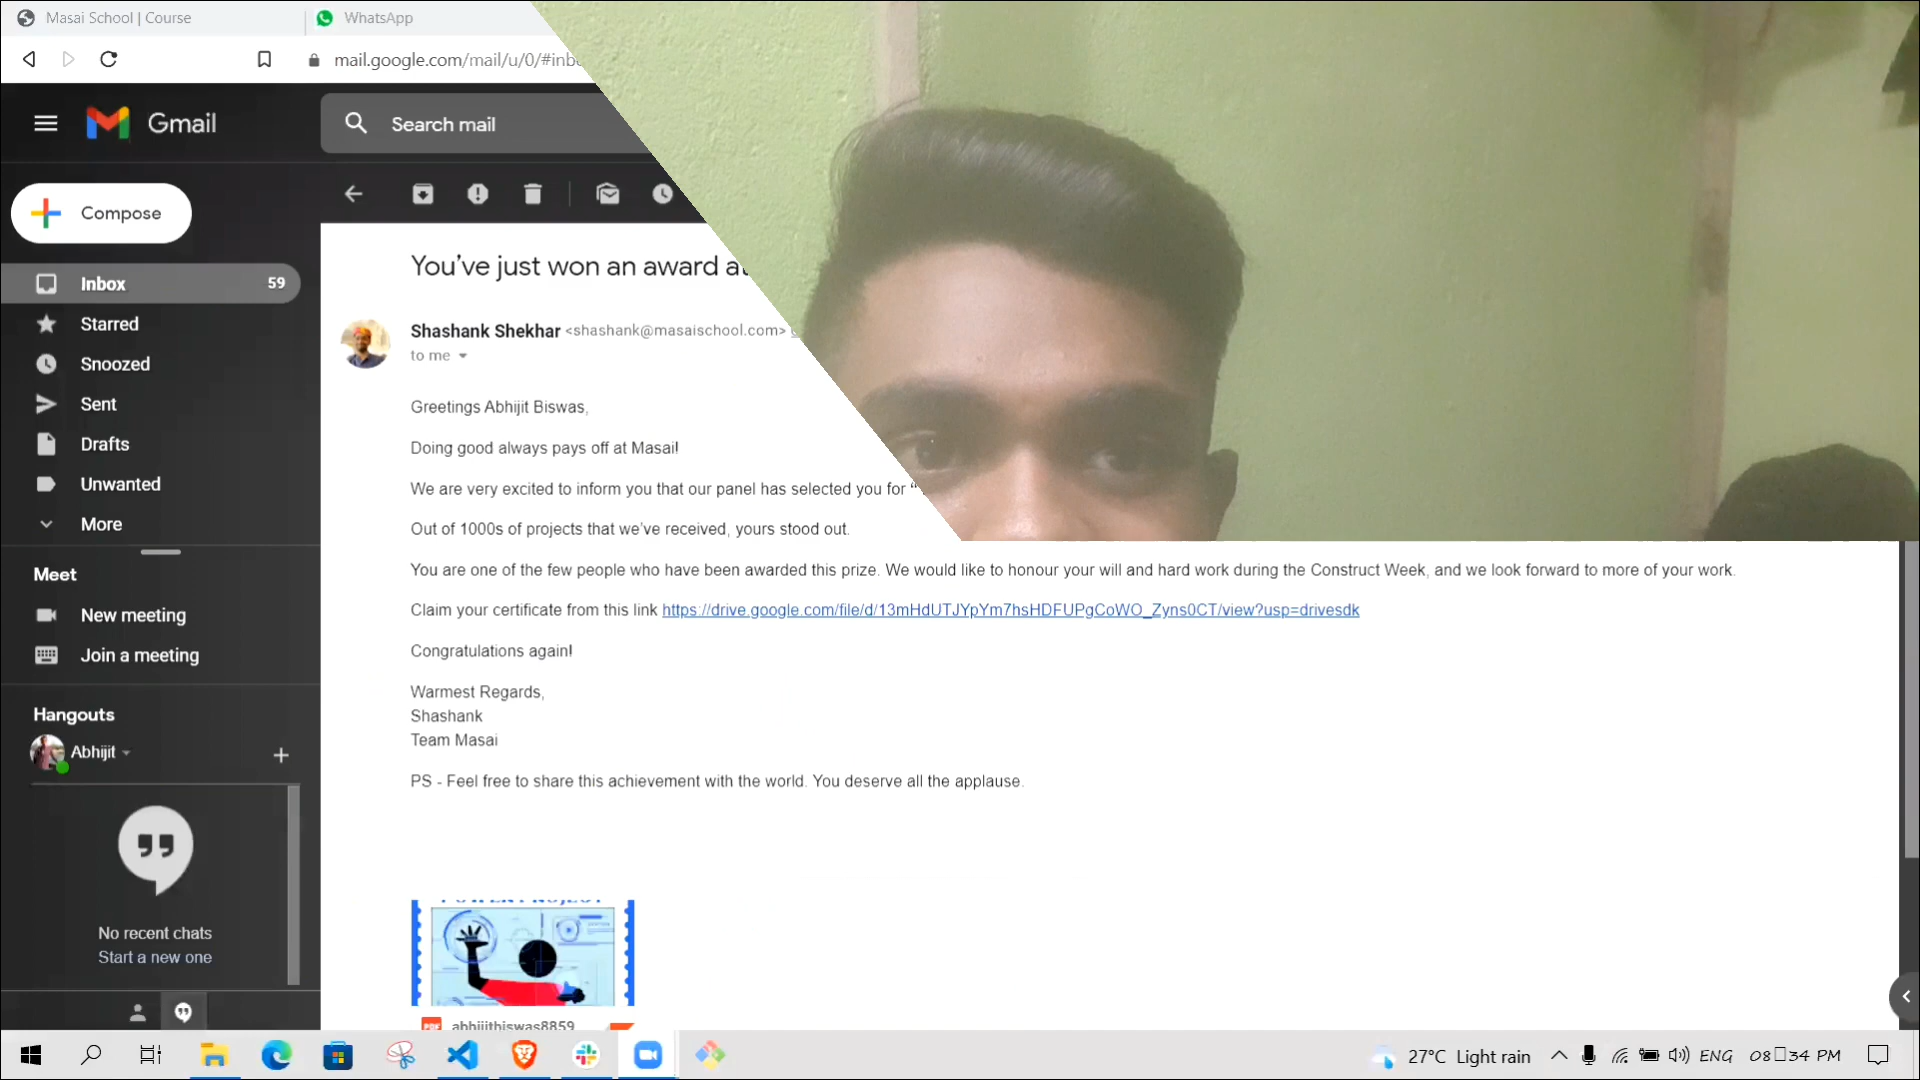 Masai School | Course
WhatsApp
mail.google.com/mail/u/0/#inb
Gmail
Search mail
Compose
Inbox 59
Starred
Snoozed
Sent
Drafts
Unwanted
More
Meet
New meeting
Join a meeting
Hangouts
Abhijit
No recent chats
Start a new one
You've just won an award at
Shashank Shekhar <shashank@masaischool.com>
to me
Greetings Abhijit Biswas,
Doing good always pays off at Masai!
We are very excited to inform you that our panel has selected you for “
Out of 1000s of projects that we've received, yours stood out.
You are one of the few people who have been awarded this prize. We would like to honour your will and hard work during the Construct Week, and we look forward to more of your work.
Claim your certificate from this link https://drive.google.com/file/d/13mHdUTJYpYm7hsHDFUPgCoWO_Zyns0CT/view?usp=drivesdk
Congratulations again!
Warmest Regards,
Shashank
Team Masai
PS - Feel free to share this achievement with the world. You deserve all the applause.
PDF abhijitbiswas8859
27°C Light rain
ENG
08 34 PM